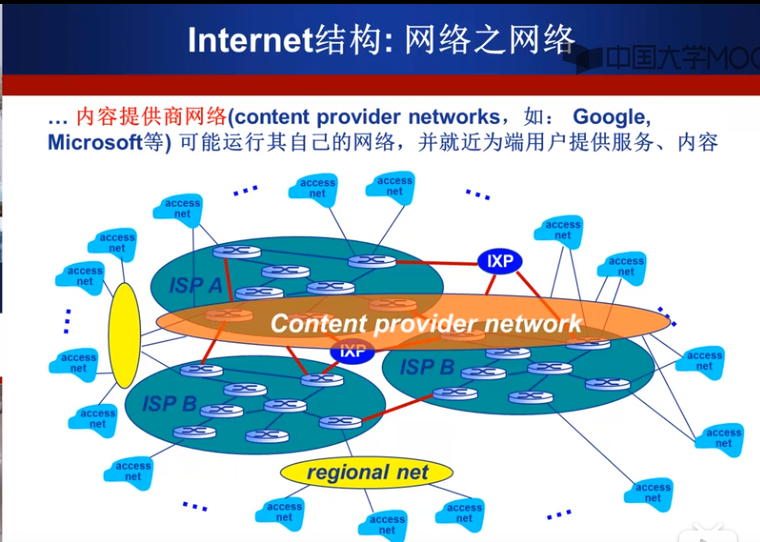 Internet结构: 网络之网络
中国大学MOO
… 内容提供商网络(content provider networks，如： Google,
Microsoft等) 可能运行其自己的网络，并就近为端用户提供服务、内容
access
net
access
net
access
net
access
net
access
net
access
net
access
net
IXP
ISP A
Content provider network
IXP
ISP B
access
net
access
net
ISP B
access
net
access
net
access
net
regional net
access
net
access
net
access
net
access
net